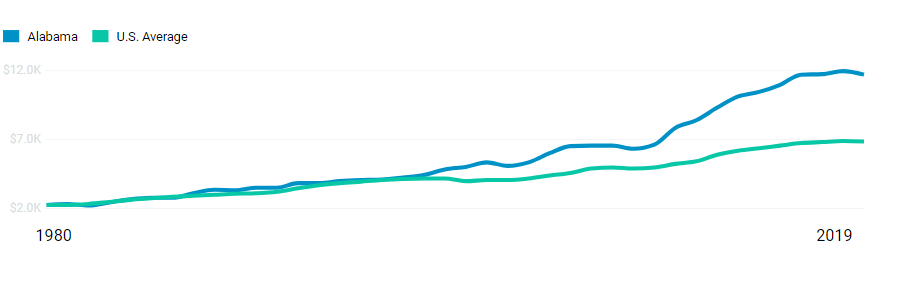 Alabama U.S. Average
$12.0K
$7.0K
$2.0K
1980 2019